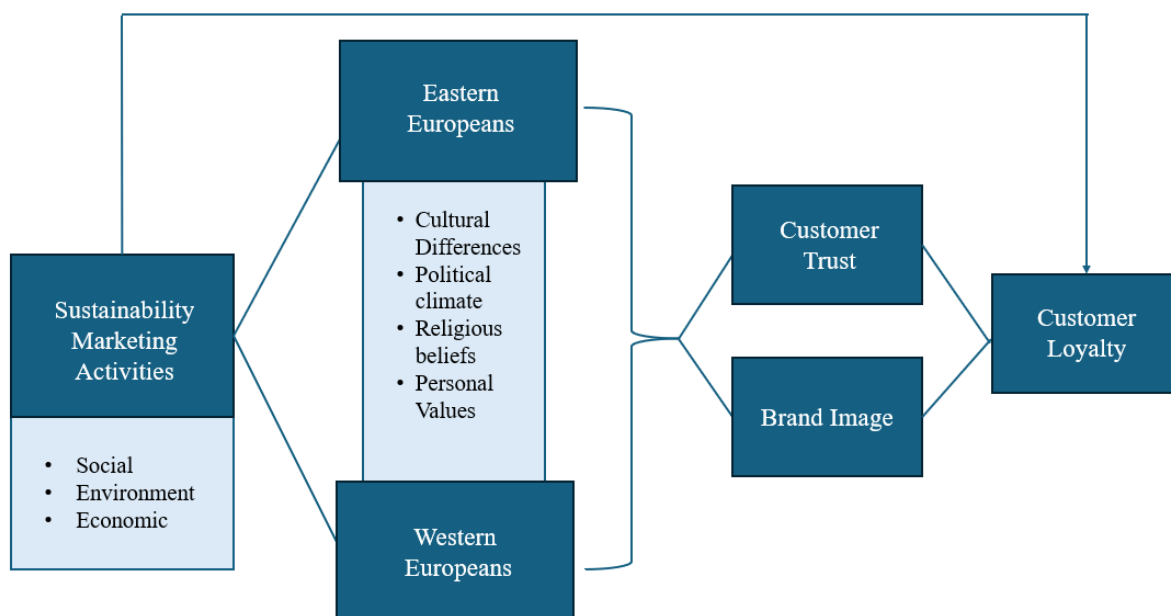 Eastern
Europeans
• Cultural
Differences
• Political
climate
• Religious
beliefs
• Personal
Values
Western
Europeans
Sustainability
Marketing
Activities
• Social
• Environment
• Economic
Customer
Trust
Brand Image
Customer
Loyalty